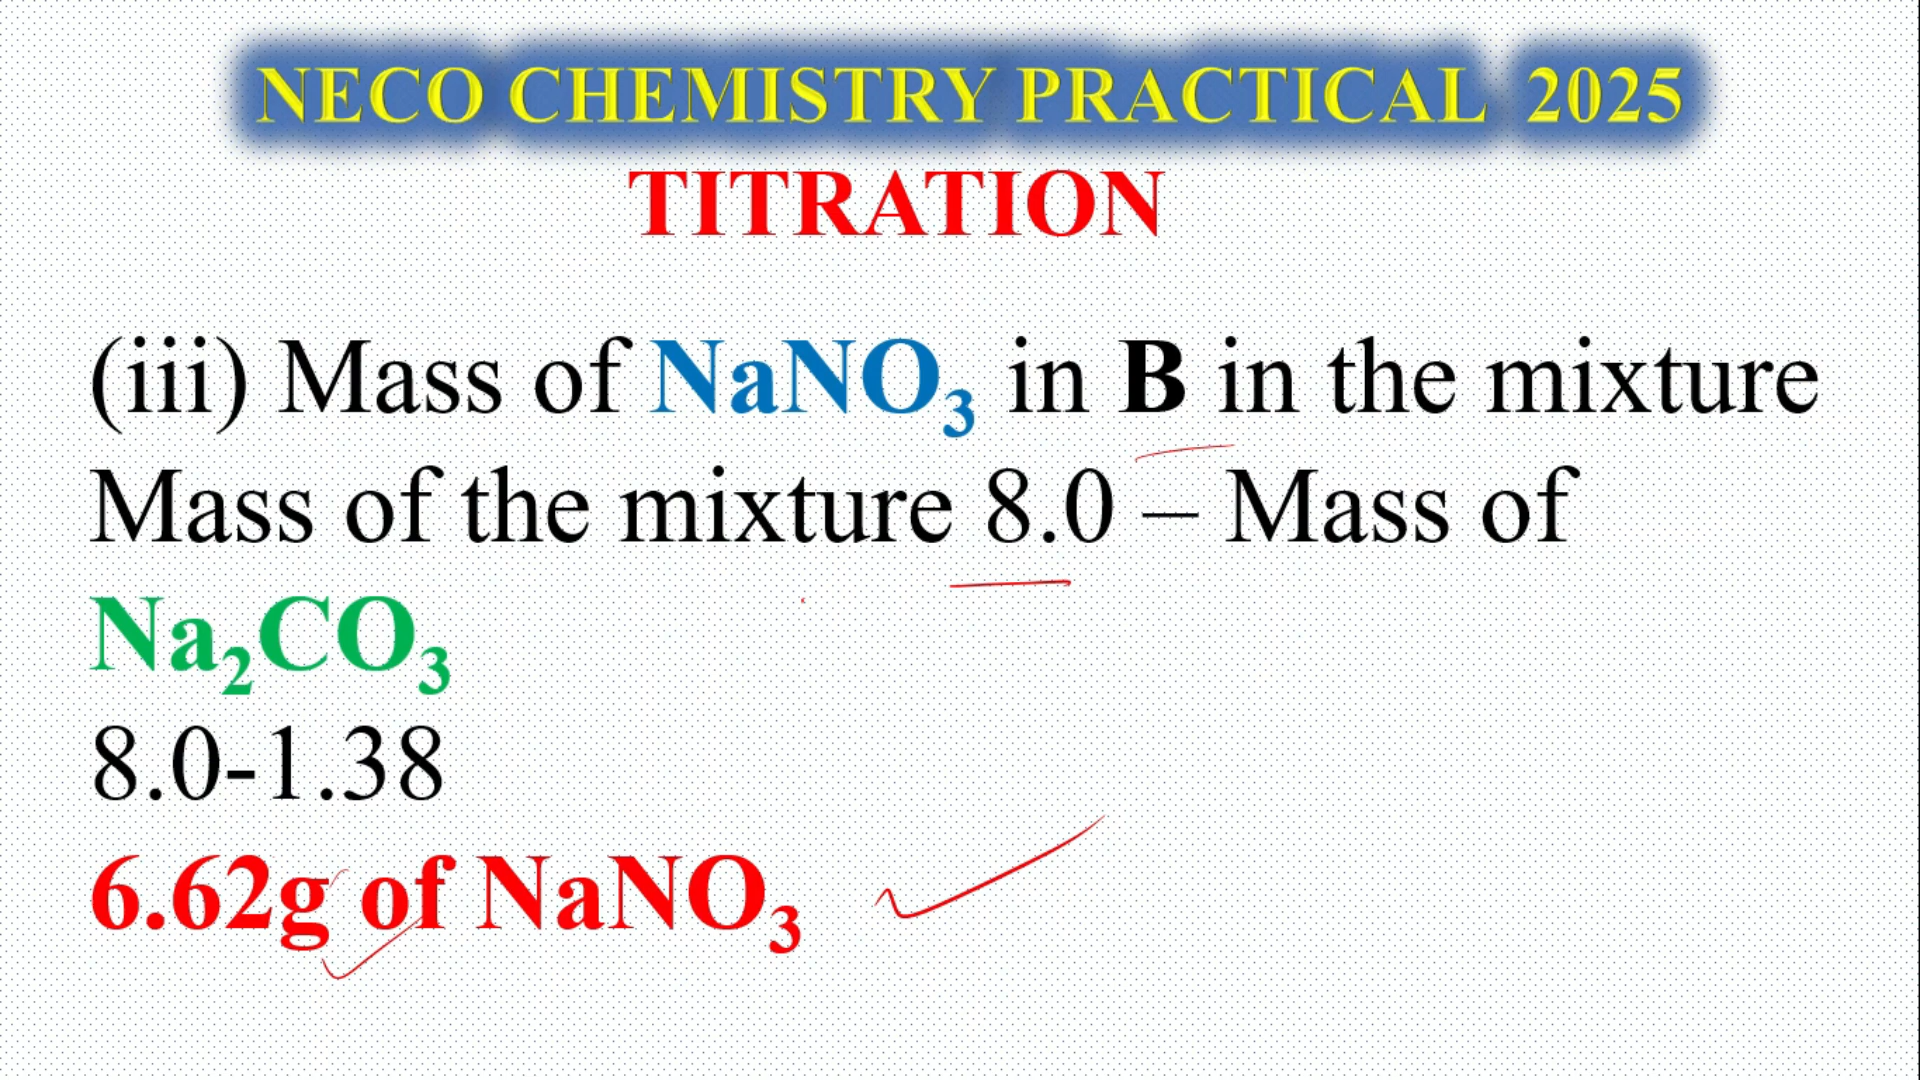 NECO CHEMISTRY PRACTICAL 2025
TITRATION
(iii) Mass of NaNO₃ in B in the mixture
Mass of the mixture 8.0 – Mass of
Na₂CO₃
8.0-1.38
6.62g of NaNO₃